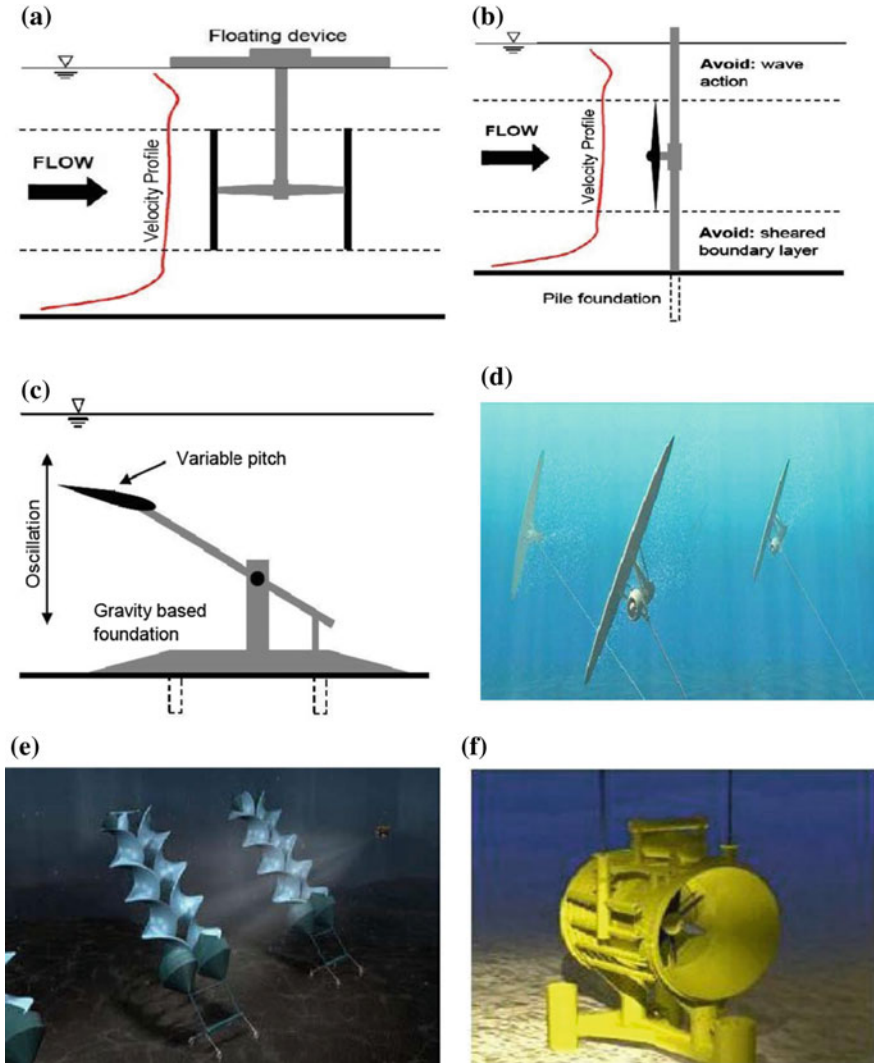 (a)
Floating device
FLOW
Velocity Profile
(b)
Avoid: wave
action
FLOW
Velocity Profile
Avoid: sheared
boundary layer
Pile foundation
(c)
Variable pitch
Oscillation
Gravity based
foundation
(d)
(e)
(f)